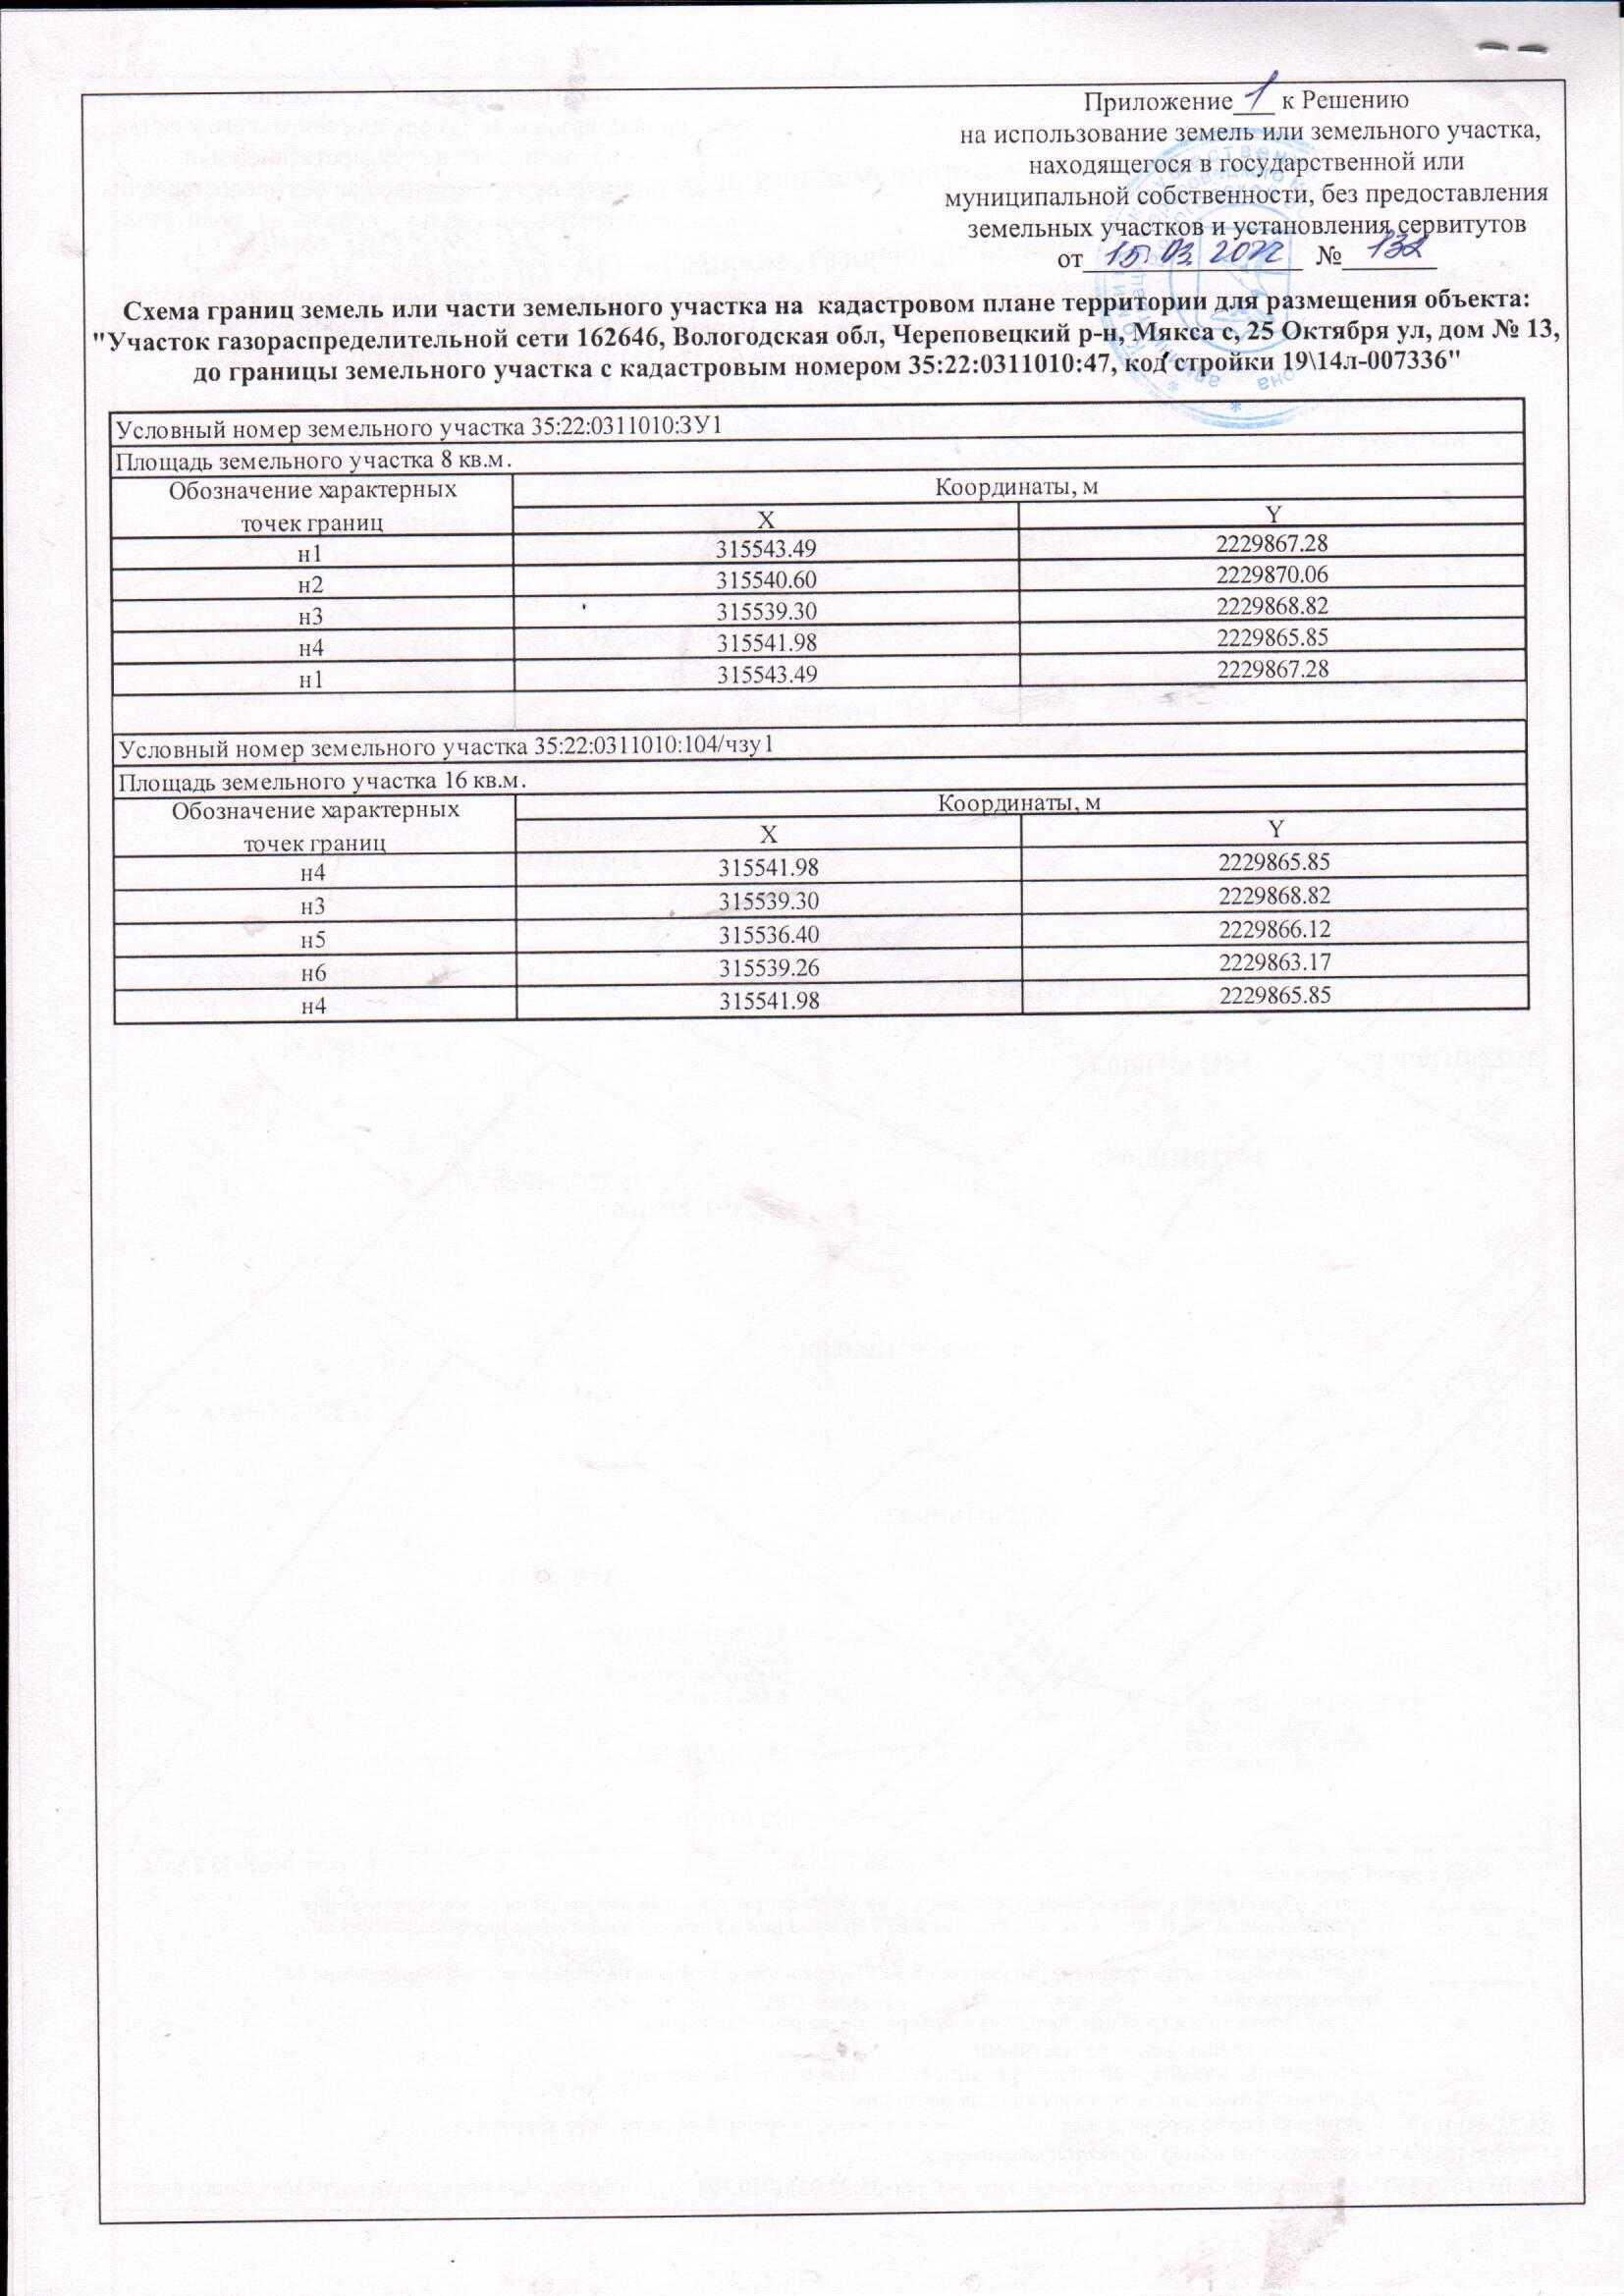 Приложение 1 к Решению
на использование земель или земельного участка,
находящегося в государственной или
муниципальной собственности, без предоставления
земельных участков и установления сервитутов
от 15.03.2022 № 132
Схема границ земель или части земельного участка на кадастровом плане территории для размещения объекта:
"Участок газораспределительной сети 162646, Вологодская обл, Череповецкий р-н, Мякса с, 25 Октября ул, дом № 13,
до границы земельного участка с кадастровым номером 35:22:0311010:47, код стройки 19\14л-007336"
Условный номер земельного участка 35:22:0311010:ЗУ1
Площадь земельного участка 8 кв.м.
Обозначение характерных точек границ Координаты, м
X Y
н1 315543.49 2229867.28
н2 315540.60 2229870.06
н3 315539.30 2229868.82
н4 315541.98 2229865.85
н1 315543.49 2229867.28
Условный номер земельного участка 35:22:0311010:104/чзу1
Площадь земельного участка 16 кв.м.
Обозначение характерных точек границ Координаты, м
X Y
н4 315541.98 2229865.85
н3 315539.30 2229868.82
н5 315536.40 2229866.12
н6 315539.26 2229863.17
н4 315541.98 2229865.85